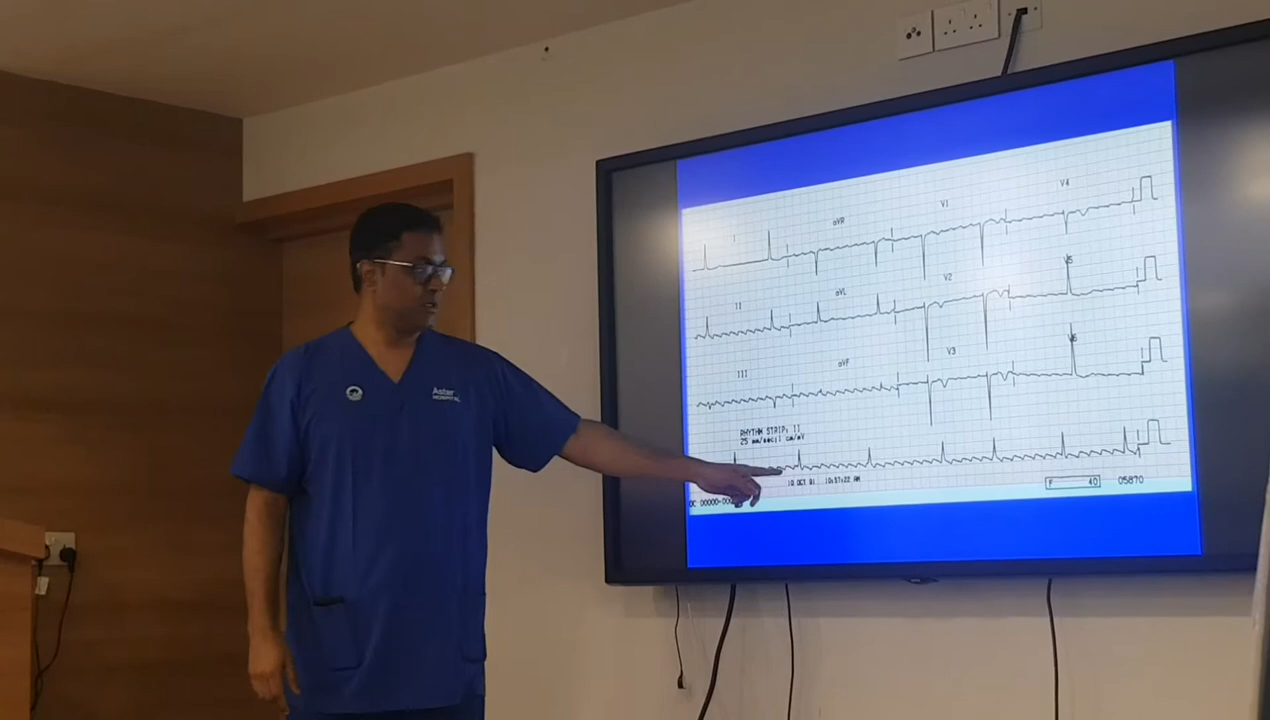 Aster
HOSPITAL
I
aVR
V1
V4
II
aVL
V2
V5
III
aVF
V3
V6
RHYTHM STRIP: II
25 mm/sec;1 cm/mV
10 OCT 91 10:57:22 AM
F 40
05870